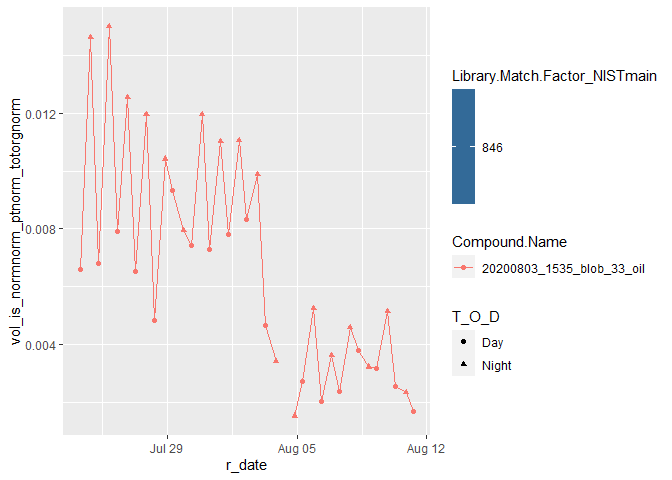 vol_is_normnorm_ptnorm_totorgnorm
0.012
0.008
0.004
Jul 29
Aug 05
Aug 12
r_date
Library.Match.Factor_NISTmain
846
Compound.Name
20200803_1535_blob_33_oil
T_O_D
Day
Night